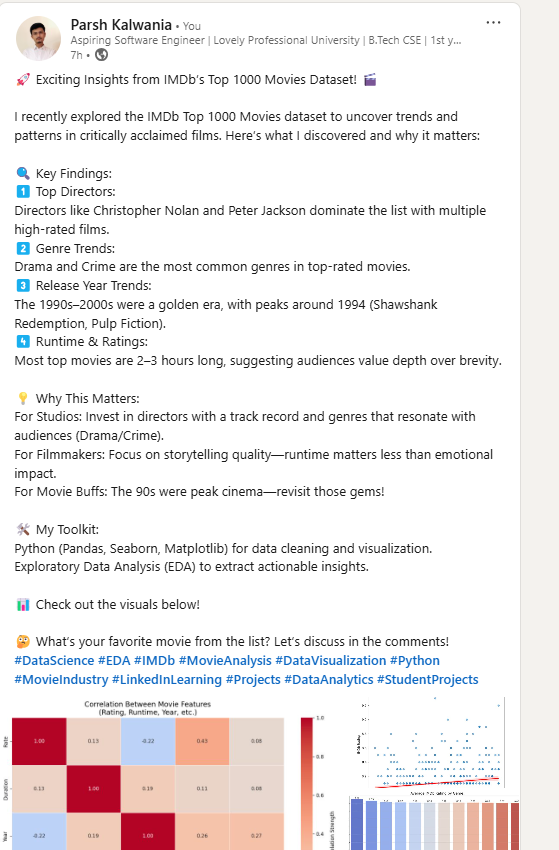 Parsh Kalwania • You
Aspiring Software Engineer | Lovely Professional University | B.Tech CSE | 1st y...
7h •
🚀 Exciting Insights from IMDb's Top 1000 Movies Dataset! 🎬
I recently explored the IMDb Top 1000 Movies dataset to uncover trends and
patterns in critically acclaimed films. Here's what I discovered and why it matters:
🔍 Key Findings:
1️⃣ Top Directors:
Directors like Christopher Nolan and Peter Jackson dominate the list with multiple
high-rated films.
2️⃣ Genre Trends:
Drama and Crime are the most common genres in top-rated movies.
3️⃣ Release Year Trends:
The 1990s–2000s were a golden era, with peaks around 1994 (Shawshank
Redemption, Pulp Fiction).
4️⃣ Runtime & Ratings:
Most top movies are 2–3 hours long, suggesting audiences value depth over brevity.
💡 Why This Matters:
For Studios: Invest in directors with a track record and genres that resonate with
audiences (Drama/Crime).
For Filmmakers: Focus on storytelling quality—runtime matters less than emotional
impact.
For Movie Buffs: The 90s were peak cinema—revisit those gems!
🛠️ My Toolkit:
Python (Pandas, Seaborn, Matplotlib) for data cleaning and visualization.
Exploratory Data Analysis (EDA) to extract actionable insights.
📊 Check out the visuals below!
🤔 What's your favorite movie from the list? Let's discuss in the comments!
#DataScience #EDA #IMDb #MovieAnalysis #DataVisualization #Python
#MovieIndustry #LinkedInLearning #Projects #DataAnalytics #StudentProjects
Correlation Between Movie Features
(Rating, Runtime, Year, etc.)
Rate 1.00 0.13 -0.22 0.43 0.08
Duration 0.13 1.00 0.19 0.11 0.08
Year -0.22 0.19 1.00 0.26 0.27
1.0
0.8
0.6
0.4